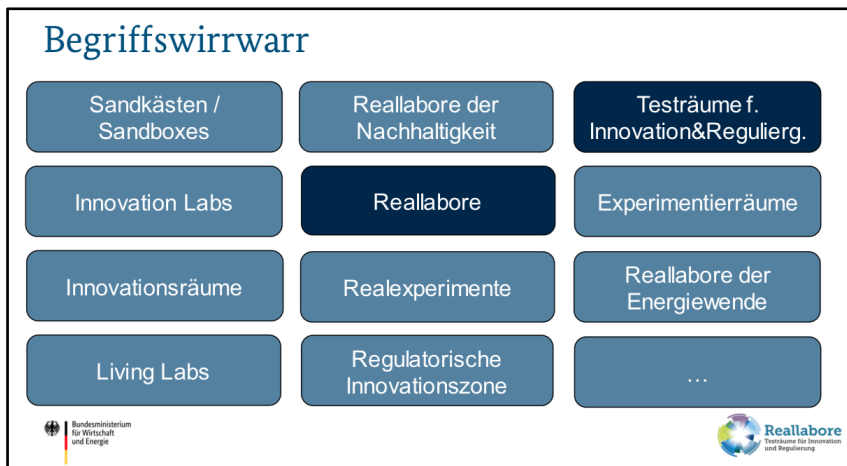 Begriffswirrwarr
Sandkästen /
Sandboxes
Reallabore der
Nachhaltigkeit
Testräume f.
Innovation&Regulierg.
Innovation Labs
Reallabore
Experimentierräume
Innovationsräume
Realexperimente
Reallabore der
Energiewende
Living Labs
Regulatorische
Innovationszone
...
Bundesministerium
für Wirtschaft
und Energie
Reallabore
Testräume für Innovation
und Regulierung